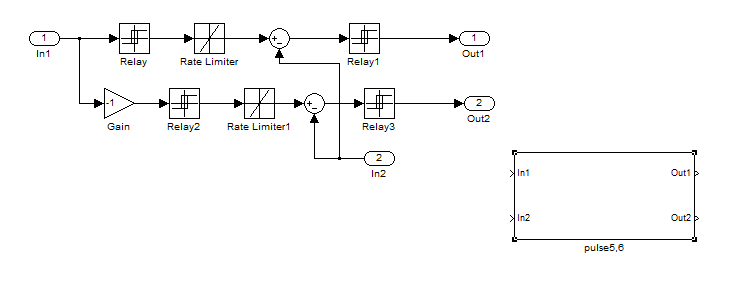 1
In1
Relay
Rate Limiter
+
−
Relay1
1
Out1
-1
Gain
Relay2
Rate Limiter1
+
−
Relay3
2
Out2
2
In2
In1
Out1
In2
Out2
pulse5,6